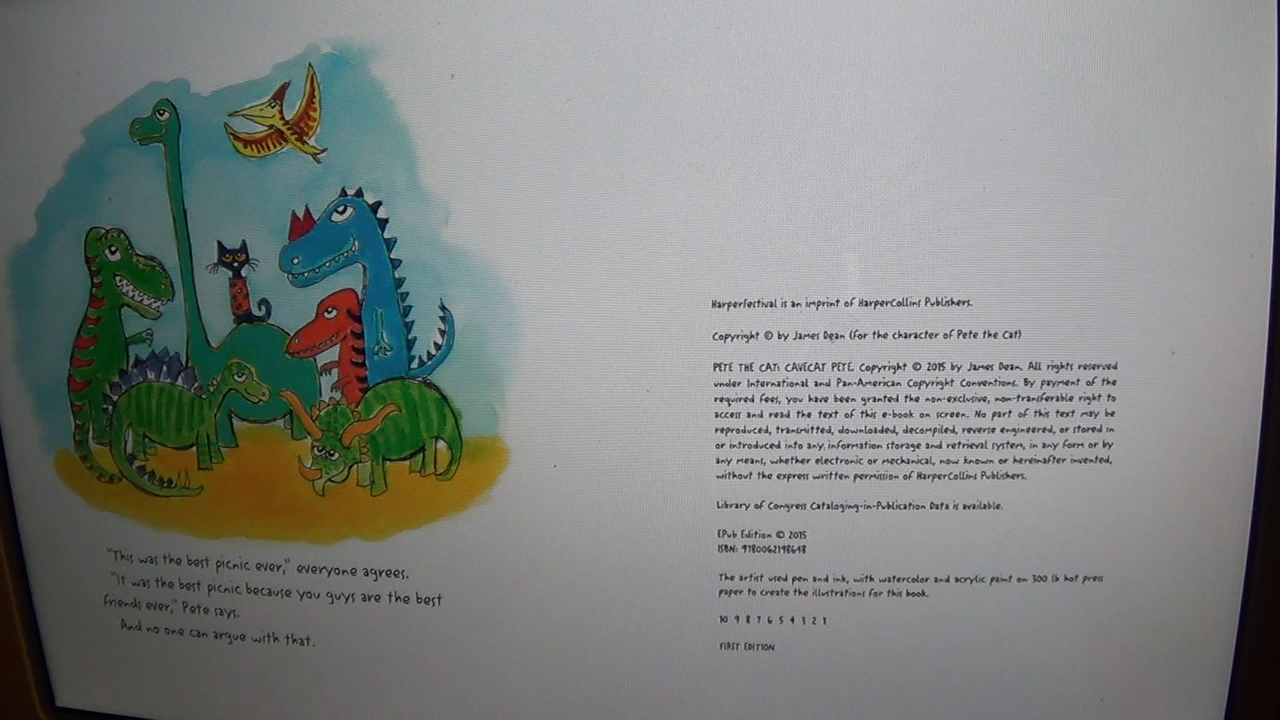 "This was the best picnic ever," everyone agrees.
"It was the best picnic because you guys are the best
friends ever," Pete says.
And no one can argue with that.
HarperFestival is an imprint of HarperCollins Publishers.
Copyright © by James Dean (for the character of Pete the Cat)
PETE THE CAT: CAVECAT PETE. Copyright © 2015 by James Dean. All rights reserved
under International and Pan-American Copyright Conventions. By payment of the
required fees, you have been granted the non-exclusive, non-transferable right to
access and read the text of this e-book on screen. No part of this text may be
reproduced, transmitted, downloaded, decompiled, reverse engineered, or stored in
or introduced into any information storage and retrieval system, in any form or by
any means, whether electronic or mechanical, now known or hereinafter invented,
without the express written permission of HarperCollins Publishers.
Library of Congress Cataloging-in-Publication Data is available.
EPub Edition © 2015
ISBN: 9780062198648
The artist used pen and ink, with watercolor and acrylic paint on 300 lb hot press
paper to create the illustrations for this book.
10 9 8 7 6 5 4 3 2 1
FIRST EDITION